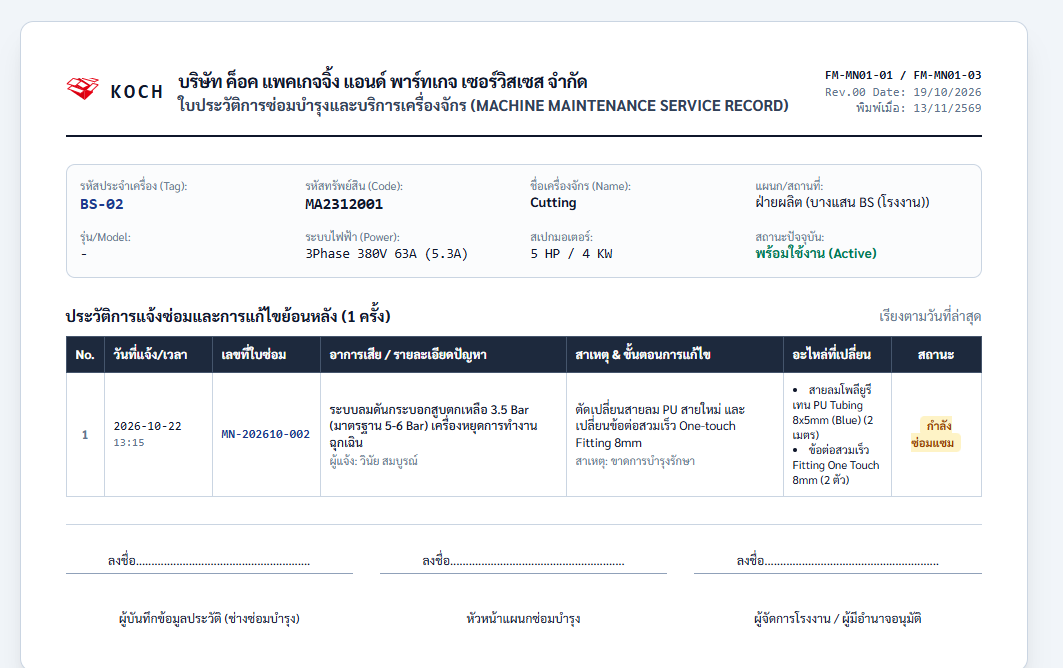 KOCH
บริษัท ค็อค แพคเกจจิ้ง แอนด์ พาร์ทเกจ เซอร์วิสเซส จำกัด
ใบประวัติการซ่อมบำรุงและบริการเครื่องจักร (MACHINE MAINTENANCE SERVICE RECORD)
FM-MN01-01 / FM-MN01-03
Rev.00 Date: 19/10/2026
พิมพ์เมื่อ: 13/11/2569
รหัสประจำเครื่อง (Tag):
BS-02
รหัสทรัพย์สิน (Code):
MA2312001
ชื่อเครื่องจักร (Name):
Cutting
แผนก/สถานที่:
ฝ่ายผลิต (บางแสน BS (โรงงาน))
รุ่น/Model:
-
ระบบไฟฟ้า (Power):
3Phase 380V 63A (5.3A)
สเปกมอเตอร์:
5 HP / 4 KW
สถานะปัจจุบัน:
พร้อมใช้งาน (Active)
ประวัติการแจ้งซ่อมและการแก้ไขย้อนหลัง (1 ครั้ง)
เรียงตามวันที่ล่าสุด
No.
วันที่แจ้ง/เวลา
เลขที่ใบซ่อม
อาการเสีย / รายละเอียดปัญหา
สาเหตุ & ขั้นตอนการแก้ไข
อะไหล่ที่เปลี่ยน
สถานะ
1
2026-10-22
13:15
MN-202610-002
ระบบลมดันกระบอกสูบตกเหลือ 3.5 Bar
(มาตรฐาน 5-6 Bar) เครื่องหยุดการทำงาน
ฉุกเฉิน
ผู้แจ้ง: วินัย สมบูรณ์
ตัดเปลี่ยนสายลม PU สายใหม่ และ
เปลี่ยนข้อต่อสวมเร็ว One-touch
Fitting 8mm
สาเหตุ: ขาดการบำรุงรักษา
• สายลมโพลียูรี
เทน PU Tubing
8x5mm (Blue) (2
เมตร)
• ข้อต่อสวมเร็ว
Fitting One Touch
8mm (2 ตัว)
กำลัง
ซ่อมแซม
ลงชื่อ........................................................
ลงชื่อ........................................................
ลงชื่อ........................................................
ผู้บันทึกข้อมูลประวัติ (ช่างซ่อมบำรุง)
หัวหน้าแผนกซ่อมบำรุง
ผู้จัดการโรงงาน / ผู้มีอำนาจอนุมัติ